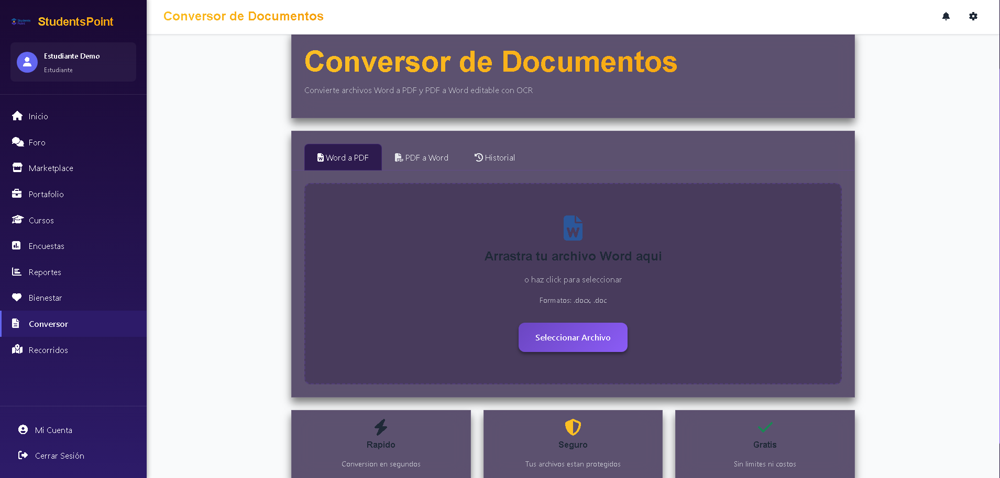 Students
Point
StudentsPoint
Estudiante Demo
Estudiante
Inicio
Foro
Marketplace
Portafolio
Cursos
Encuestas
Reportes
Bienestar
Conversor
Recorridos
Mi Cuenta
Cerrar Sesión
Conversor de Documentos
Conversor de Documentos
Convierte archivos Word a PDF y PDF a Word editable con OCR
Word a PDF
PDF a Word
Historial
Arrastra tu archivo Word aqui
o haz click para seleccionar
Formatos: .docx, .doc
Seleccionar Archivo
Rapido
Conversion en segundos
Seguro
Tus archivos estan protegidos
Gratis
Sin limites ni costos